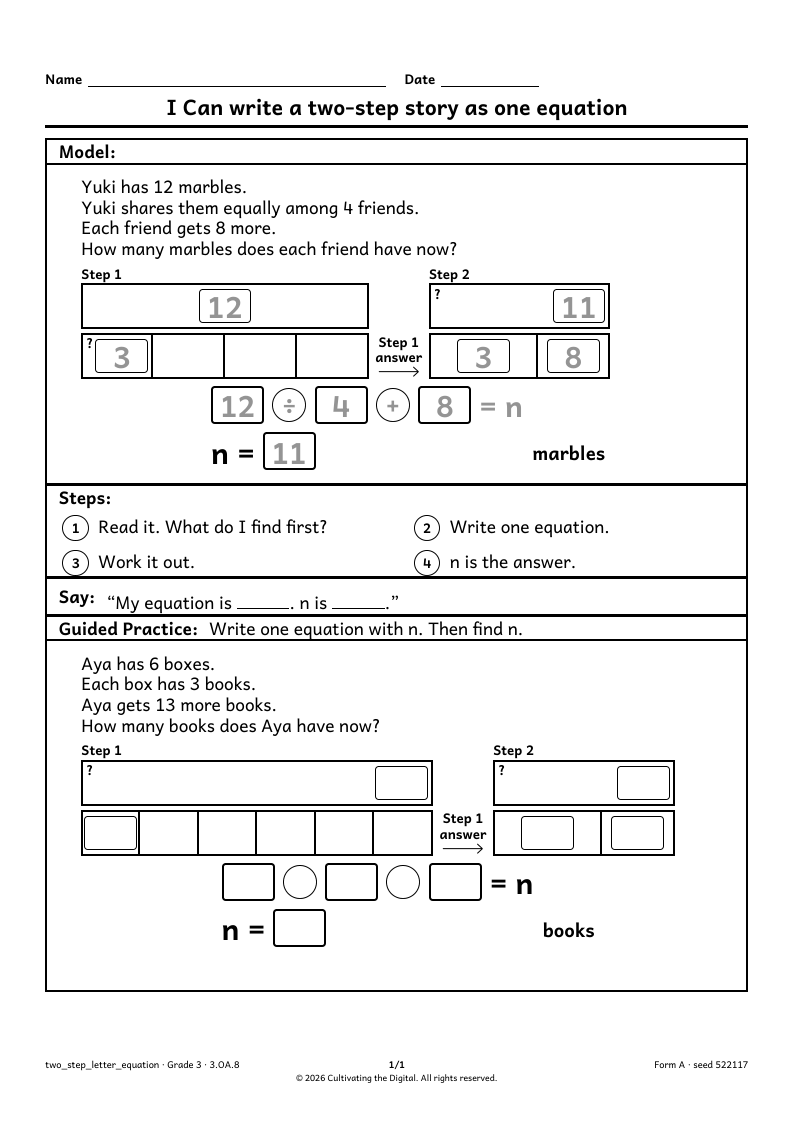 Name Date
I Can write a two-step story as one equation
Model:
Yuki has 12 marbles.
Yuki shares them equally among 4 friends.
Each friend gets 8 more.
How many marbles does each friend have now?
Step 1 Step 2
12 ? 11
? 3 Step 1 answer 3 8
12 ÷ 4 + 8 = n
n = 11 marbles
Steps:
1 Read it. What do I find first? 2 Write one equation.
3 Work it out. 4 n is the answer.
Say: “My equation is ______. n is ______.”
Guided Practice: Write one equation with n. Then find n.
Aya has 6 boxes.
Each box has 3 books.
Aya gets 13 more books.
How many books does Aya have now?
Step 1 Step 2
? ?
Step 1
answer
= n
n = books
two_step_letter_equation · Grade 3 · 3.OA.8 1/1 Form A · seed 522117
© 2026 Cultivating the Digital. All rights reserved.